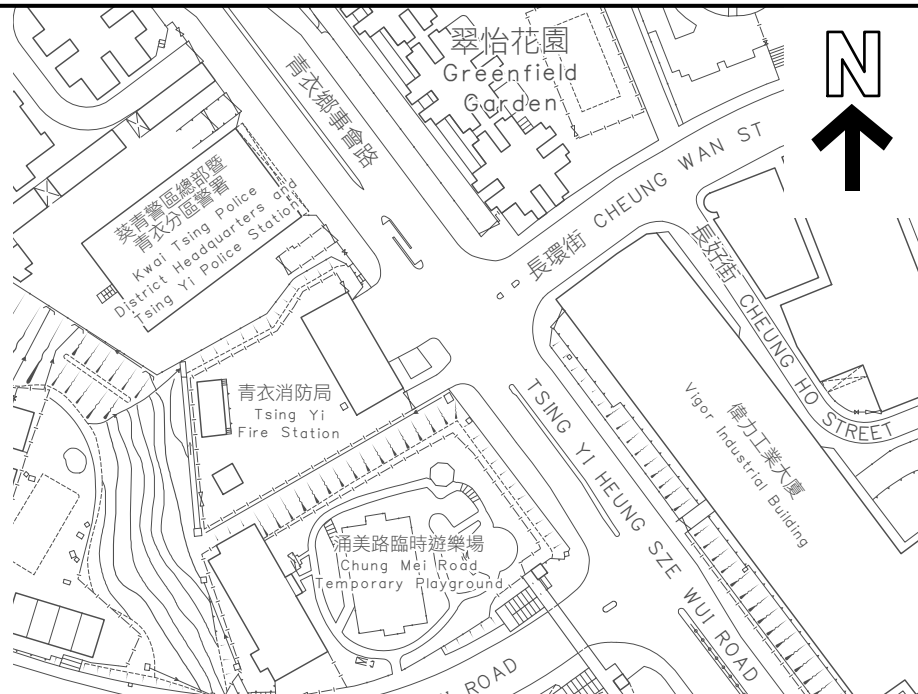 翠怡花園
Greenfield
Garden
N
青衣鄉事會路
葵青警區總部暨
青衣分區警署
Kwai Tsing Police
District Headquarters and
Tsing Yi Police Station
長環街 CHEUNG WAN ST
長好街 CHEUNG HO STREET
青衣消防局
Tsing Yi
Fire Station
TSING YI HEUNG SZE WUI ROAD
偉力工業大廈
Vigor Industrial Building
涌美路臨時遊樂場
Chung Mei Road
Temporary Playground
ROAD